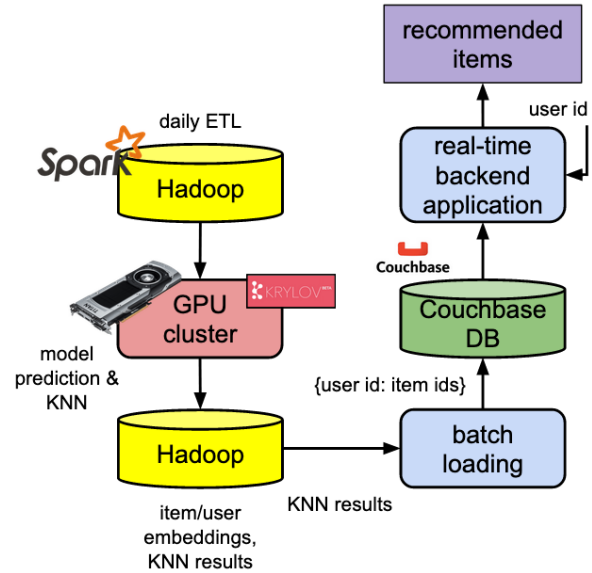 daily ETL
Spark
Hadoop
GPU
cluster
KRYLOV
model
prediction &
KNN
Hadoop
item/user
embeddings,
KNN results
KNN results
batch
loading
{user id: item ids}
Couchbase
DB
Couchbase
real-time
backend
application
user id
recommended
items